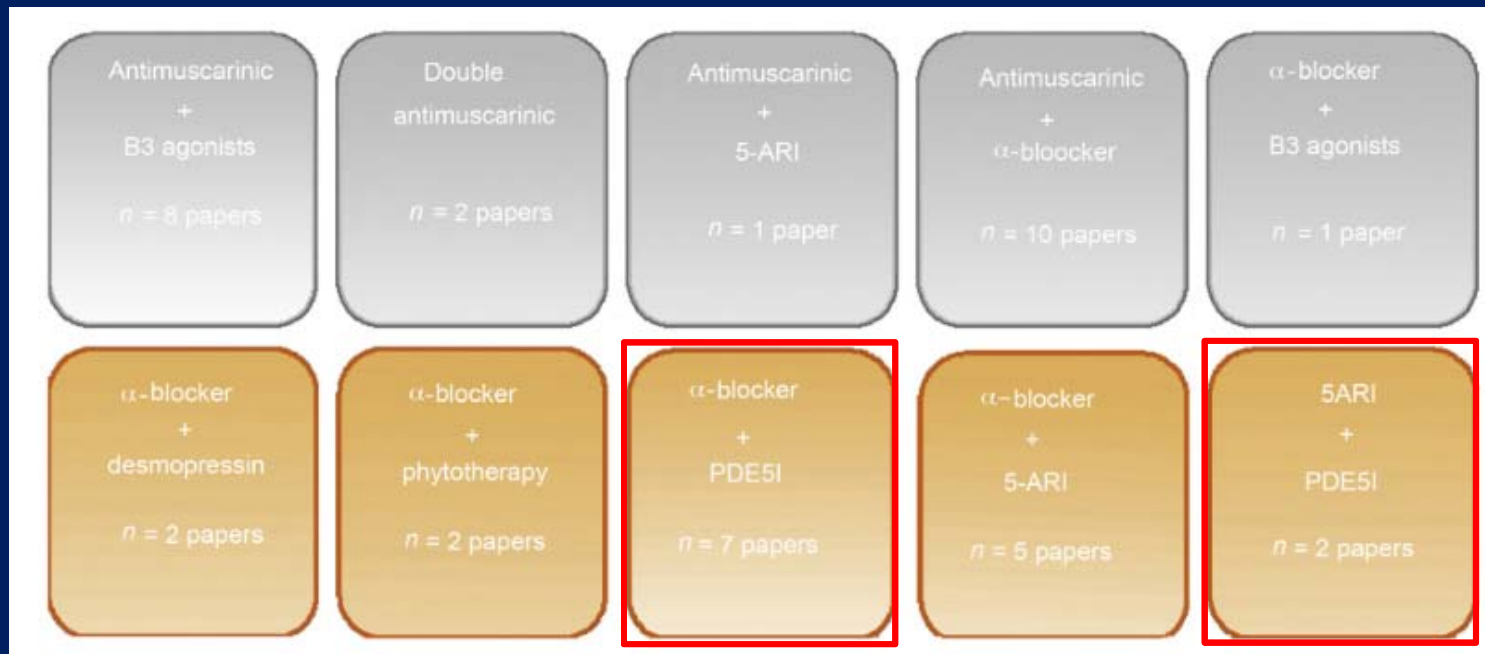 Antimuscarinic
+
B3 agonists
n = 8 papers
Double
antimuscarinic
n = 2 papers
Antimuscarinic
+
5-ARI
n = 1 paper
Antimuscarinic
+
α-bloocker
n = 10 papers
α-blocker
+
B3 agonists
n = 1 paper
α-blocker
+
desmopressin
n = 2 papers
α-blocker
+
phytotherapy
n = 2 papers
α-blocker
+
PDE5I
n = 7 papers
α-blocker
+
5-ARI
n = 5 papers
5ARI
+
PDE5I
n = 2 papers